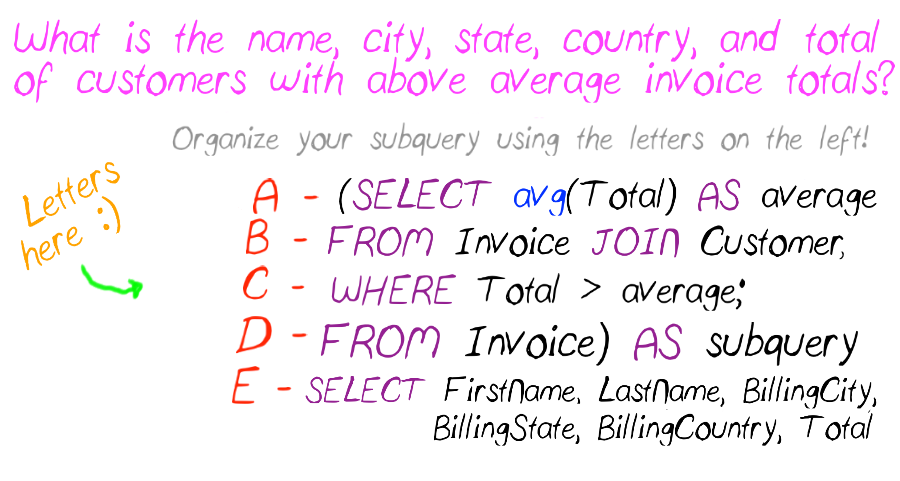 What is the name, city, state, country, and total
of customers with above average invoice totals?
Organize your subquery using the letters on the left!
Letters
here :)
A - (SELECT avg(Total) AS average
B - FROM Invoice JOIN Customer,
C - WHERE Total > average;
D - FROM Invoice) AS subquery
E - SELECT FirstName, LastName, BillingCity,
BillingState, BillingCountry, Total